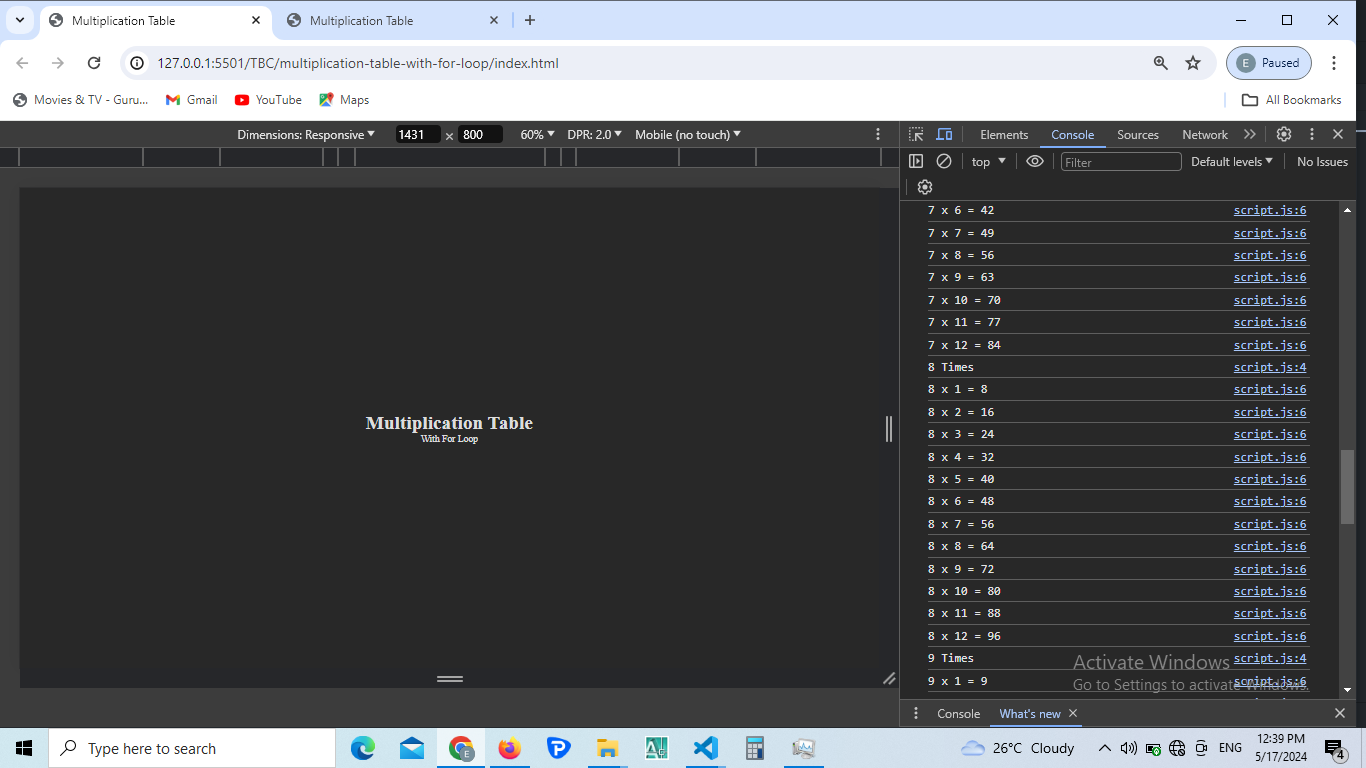 Multiplication Table
Multiplication Table
127.0.0.1:5501/TBC/multiplication-table-with-for-loop/index.html
E Paused
Movies & TV - Guru...
Gmail
YouTube
Maps
All Bookmarks
Dimensions: Responsive 1431 x 800 60% DPR: 2.0 Mobile (no touch)
Multiplication Table
With For Loop
Elements Console Sources Network
top Filter Default levels No Issues
7 x 6 = 42 script.js:6
7 x 7 = 49 script.js:6
7 x 8 = 56 script.js:6
7 x 9 = 63 script.js:6
7 x 10 = 70 script.js:6
7 x 11 = 77 script.js:6
7 x 12 = 84 script.js:6
8 Times script.js:4
8 x 1 = 8 script.js:6
8 x 2 = 16 script.js:6
8 x 3 = 24 script.js:6
8 x 4 = 32 script.js:6
8 x 5 = 40 script.js:6
8 x 6 = 48 script.js:6
8 x 7 = 56 script.js:6
8 x 8 = 64 script.js:6
8 x 9 = 72 script.js:6
8 x 10 = 80 script.js:6
8 x 11 = 88 script.js:6
8 x 12 = 96 script.js:6
9 Times script.js:4
9 x 1 = 9 script.js:6
Activate Windows
Go to Settings to activate Windows.
Console What's new
Type here to search
E
26°C Cloudy
ENG
12:39 PM
5/17/2024
4